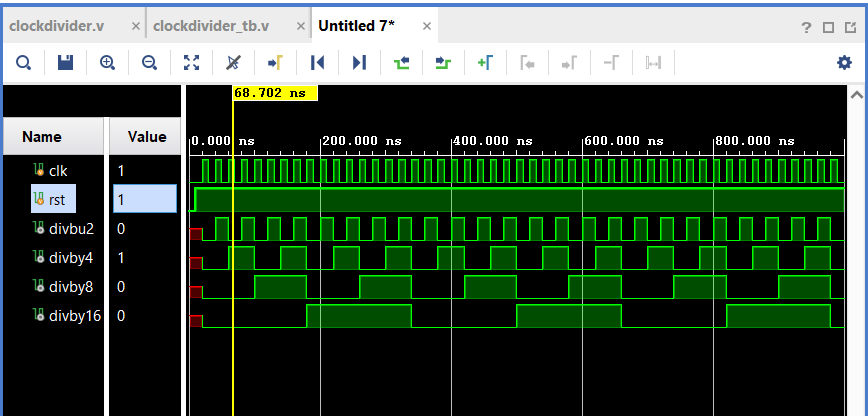 clockdivider.v × clockdivider_tb.v × Untitled 7* ×
?
68.702 ns
Name Value
0.000 ns 200.000 ns 400.000 ns 600.000 ns 800.000 ns
clk 1
rst 1
divbu2 0
divby4 1
divby8 0
divby16 0